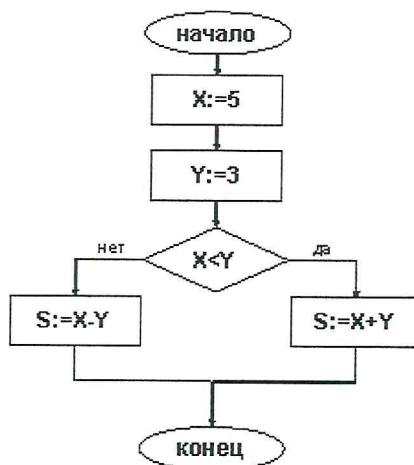 начало
X:=5
Y:=3
нет
X<Y
да
S:=X-Y
S:=X+Y
конец